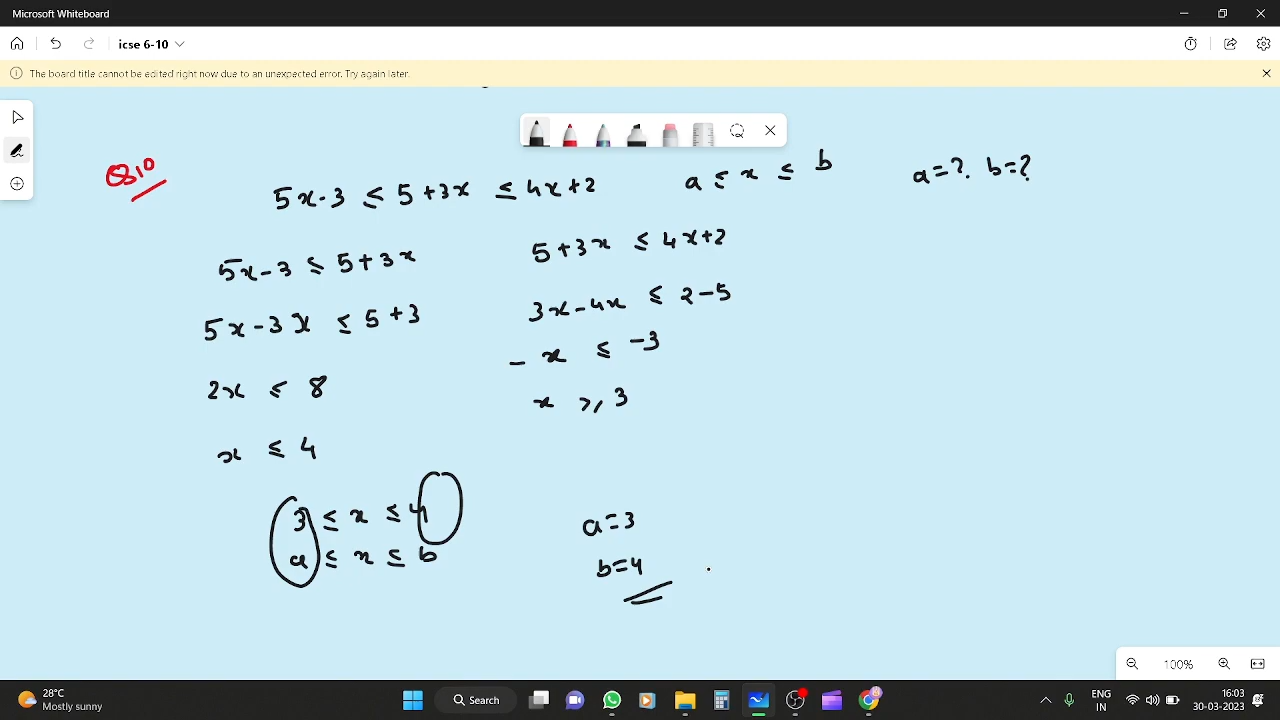 Microsoft Whiteboard
icse 6-10
The board title cannot be edited right now due to an unexpected error. Try again later.
Q10
5x-3 ≤ 5+3x ≤ 4x+2 a ≤ x ≤ b a=?. b=?
5x-3 ≤ 5+3x 5+3x ≤ 4x+2
5x-3x ≤ 5+3 3x-4x ≤ 2-5
-x ≤ -3
2x ≤ 8 x ≥ 3
x ≤ 4
3 ≤ x ≤ 4 a=3
a ≤ x ≤ b b=4
100%
28°C
Mostly sunny
Search
ENG
IN
16:03
30-03-2023